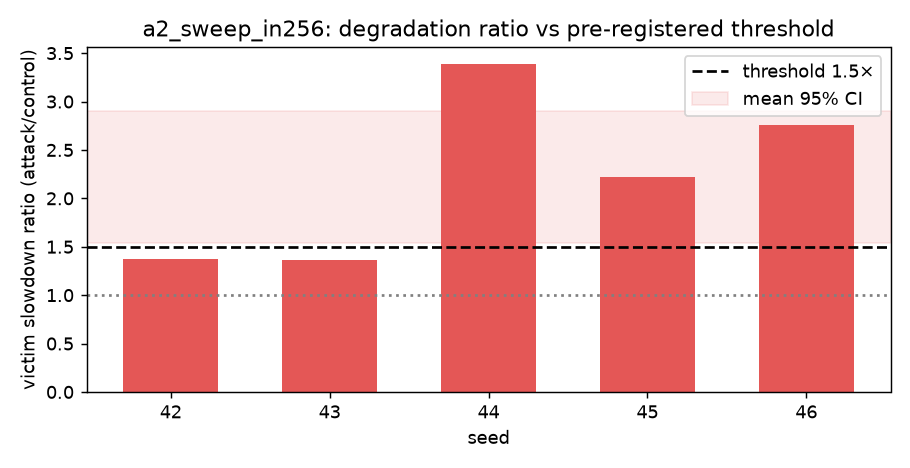 a2_sweep_in256: degradation ratio vs pre-registered threshold
victim slowdown ratio (attack/control)
3.5
3.0
2.5
2.0
1.5
1.0
0.5
0.0
threshold 1.5×
mean 95% CI
42 43 44 45 46
seed